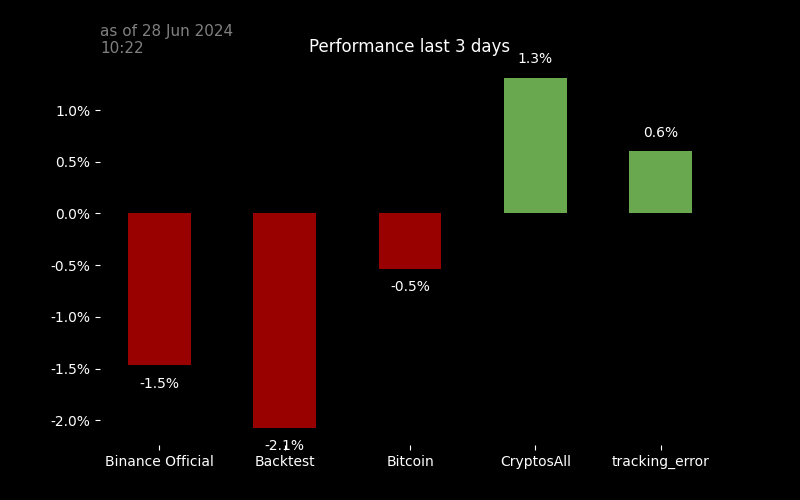 as of 28 Jun 2024
10:22
Performance last 3 days
1.3%
1.0%
0.6%
0.5%
0.0%
-0.5%
-0.5%
-1.0%
-1.5%
-1.5%
-2.0%
-2.1%
Binance Official
Backtest
Bitcoin
CryptosAll
tracking_error